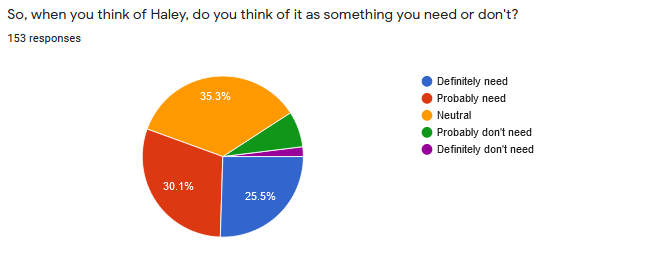 So, when you think of Haley, do you think of it as something you need or don't?
153 responses
35.3%
30.1%
25.5%
Definitely need
Probably need
Neutral
Probably don't need
Definitely don't need